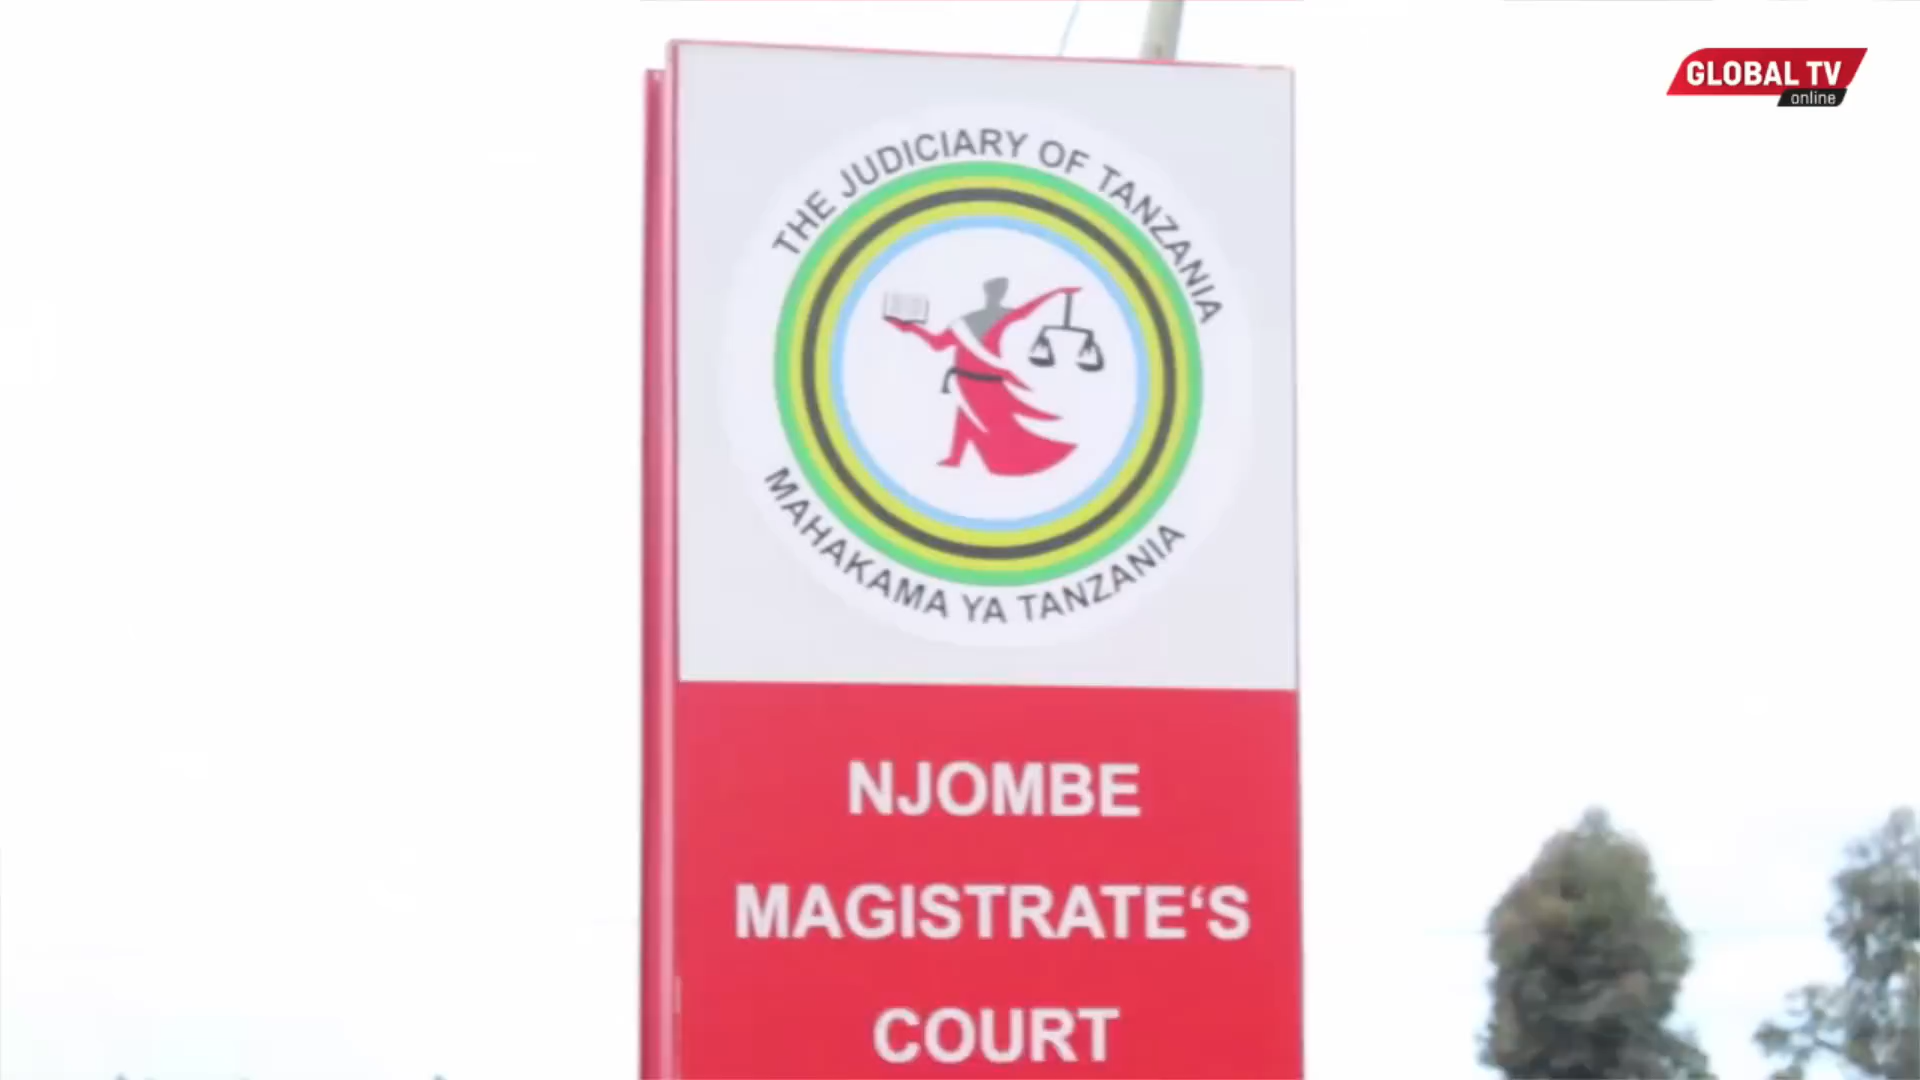 GLOBAL TV
online
THE JUDICIARY OF TANZANIA
MAHAKAMA YA TANZANIA
NJOMBE
MAGISTRATE‘S
COURT